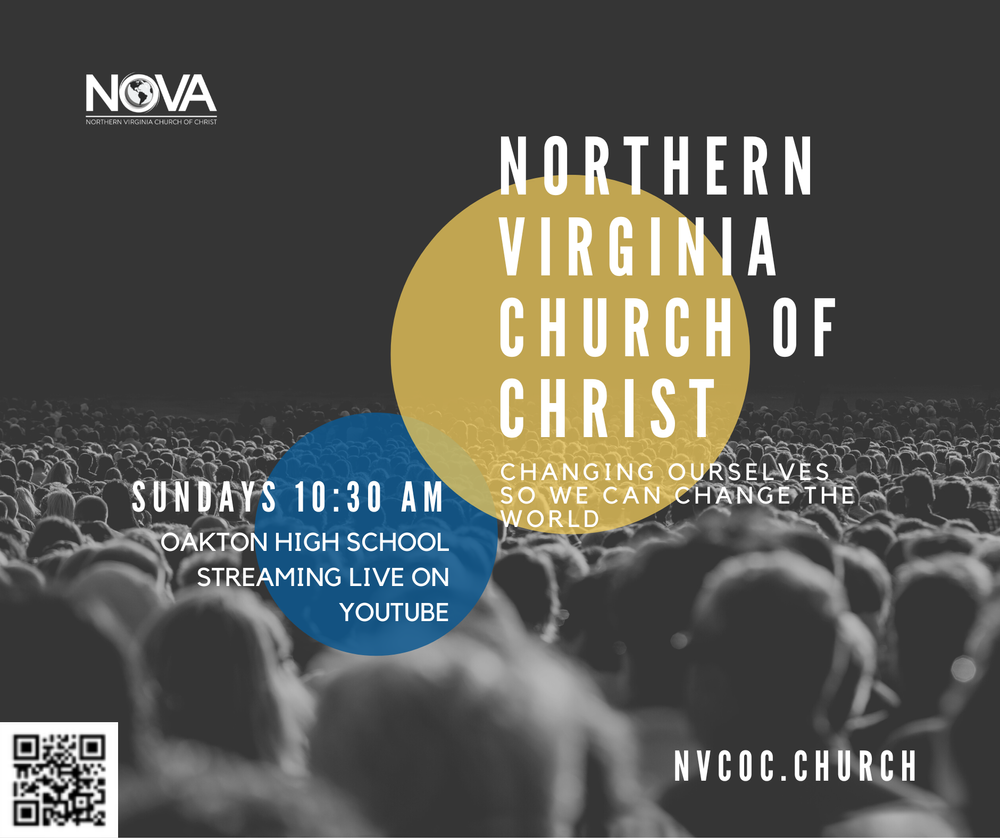 NOVA
NORTHERN VIRGINIA CHURCH OF CHRIST
NORTHERN
VIRGINIA
CHURCH OF
CHRIST
CHANGING OURSELVES
SO WE CAN CHANGE THE
WORLD
SUNDAYS 10:30 AM
OAKTON HIGH SCHOOL
STREAMING LIVE ON
YOUTUBE
NVCOC.CHURCH